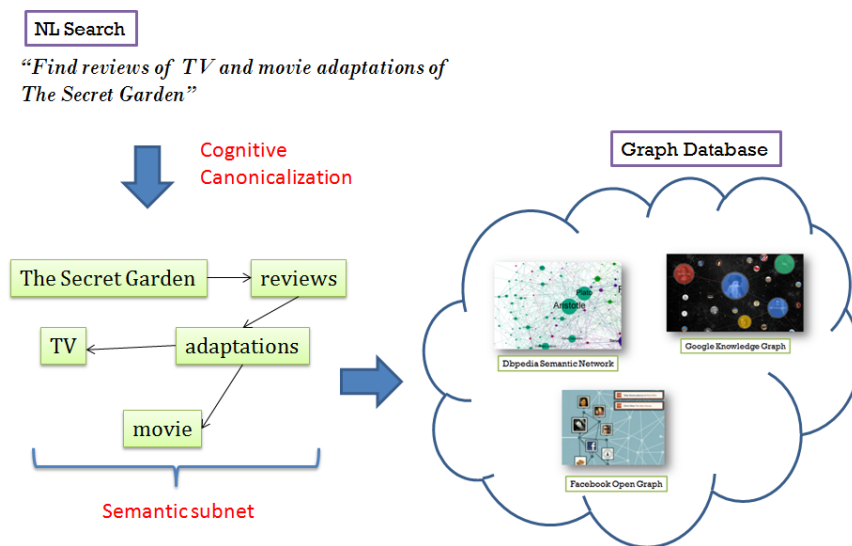 NL Search
“Find reviews of TV and movie adaptations of
The Secret Garden”
Cognitive
Canonicalization
Graph Database
The Secret Garden
reviews
TV
adaptations
movie
Semantic subnet
Plato
Aristotle
Dbpedia Semantic Network
Google Knowledge Graph
Facebook Open Graph